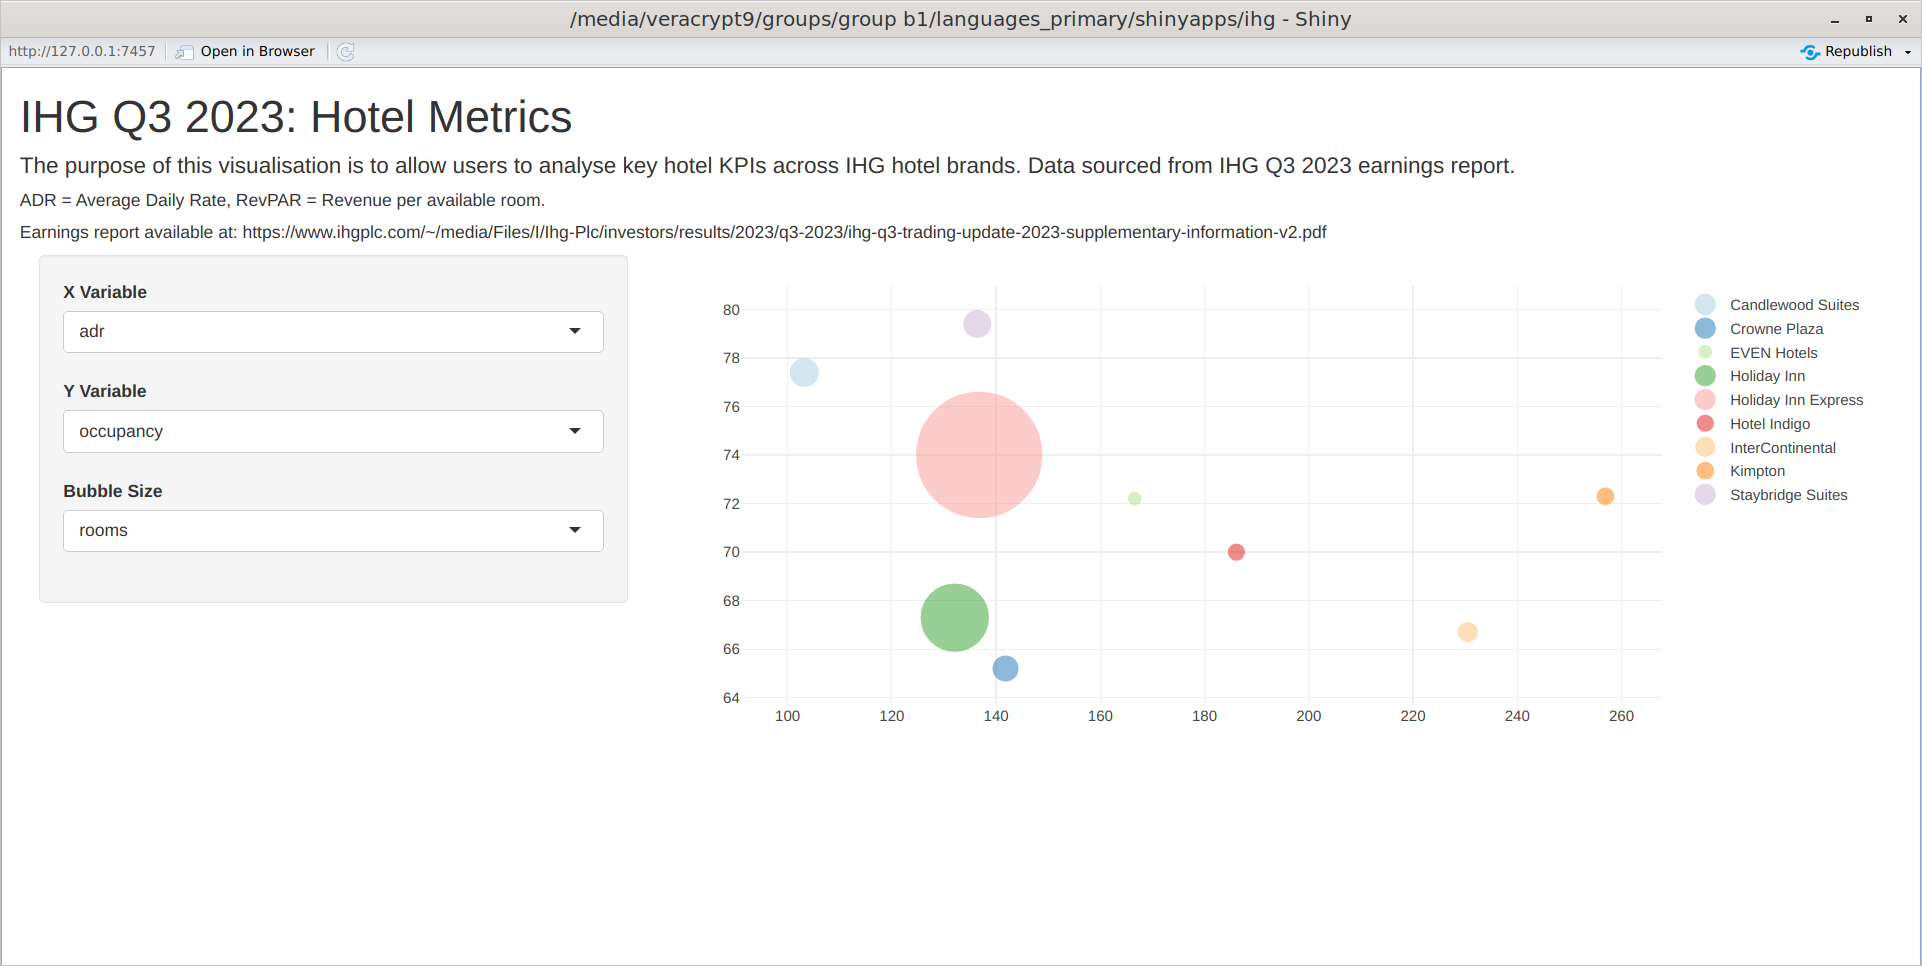 /media/veracrypt9/groups/group b1/languages_primary/shinyapps/ihg - Shiny
http://127.0.0.1:7457 Open in Browser Republish
IHG Q3 2023: Hotel Metrics
The purpose of this visualisation is to allow users to analyse key hotel KPIs across IHG hotel brands. Data sourced from IHG Q3 2023 earnings report.
ADR = Average Daily Rate, RevPAR = Revenue per available room.
Earnings report available at: https://www.ihgplc.com/~/media/Files/I/Ihg-Plc/investors/results/2023/q3-2023/ihg-q3-trading-update-2023-supplementary-information-v2.pdf
X Variable
adr
Y Variable
occupancy
Bubble Size
rooms
80
78
76
74
72
70
68
66
64
100 120 140 160 180 200 220 240 260
Candlewood Suites
Crowne Plaza
EVEN Hotels
Holiday Inn
Holiday Inn Express
Hotel Indigo
InterContinental
Kimpton
Staybridge Suites